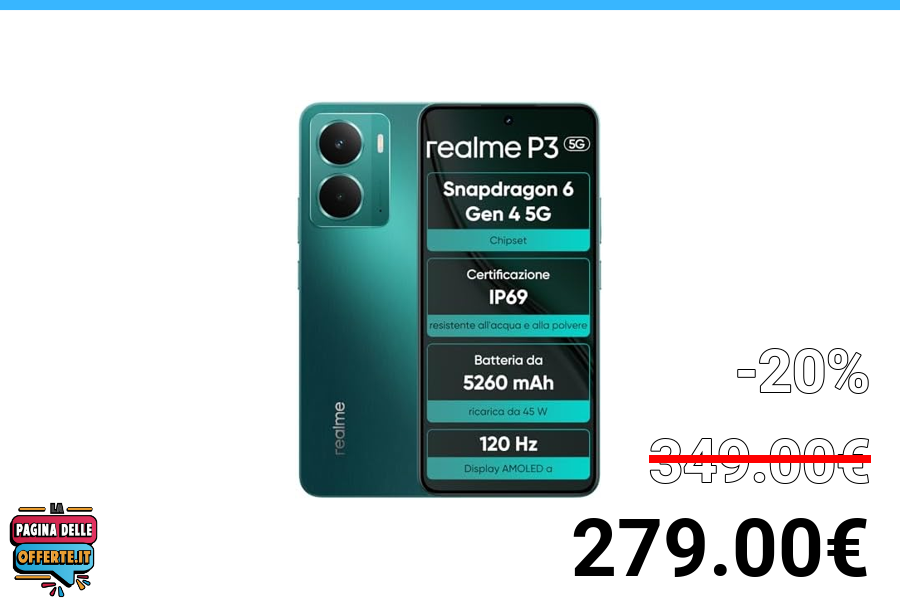 realme P3 5G
Snapdragon 6
Gen 4 5G
Chipset
Certificazione
IP69
resistente all'acqua e alla polvere
Batteria da
5260 mAh
ricarica da 45 W
120 Hz
Display AMOLED a
realme
-20%
349.00€
279.00€
LA
PAGINA DELLE
OFFERTE.IT